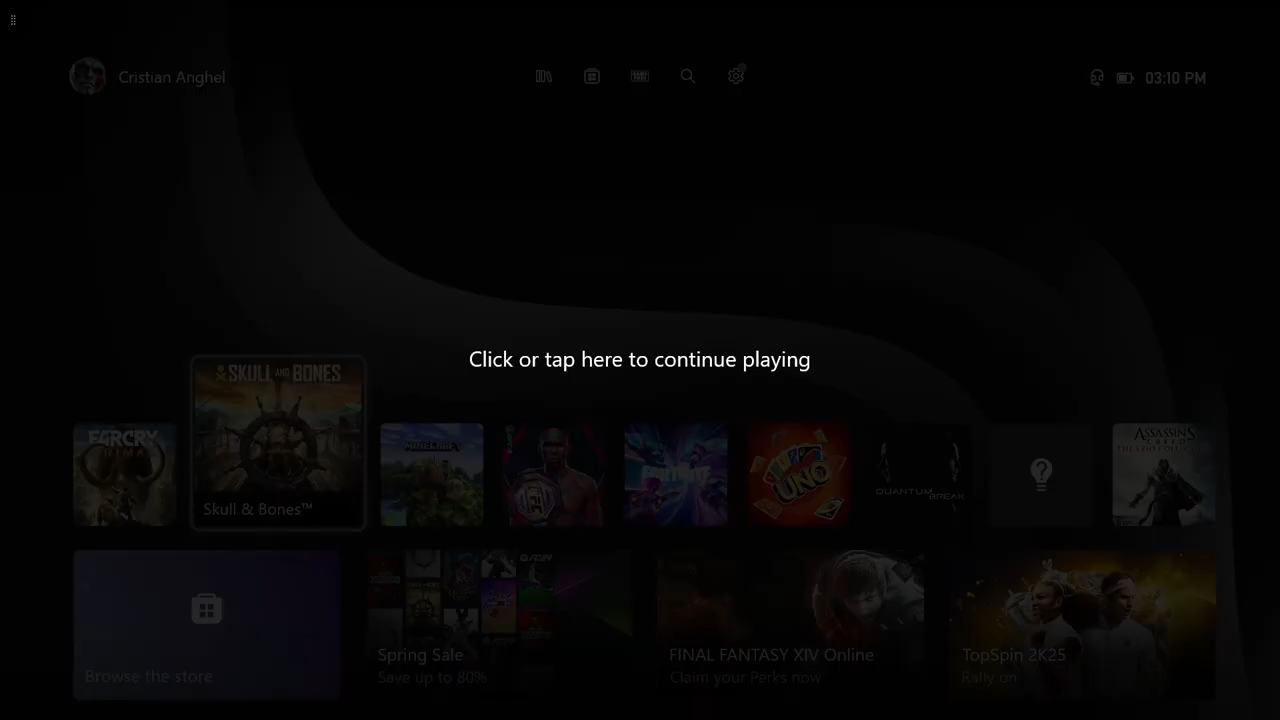 Cristian Anghel
03:10 PM
Click or tap here to continue playing
SKULL AND BONES
FARCRY
MINECRAFT
UNO
QUANTUM BREAK
ASSASSIN'S
CREED
Skull & Bones™
Browse the store
Spring Sale
Save up to 80%
FINAL FANTASY XIV Online
Claim your Perks now
TopSpin 2K25
Rally on